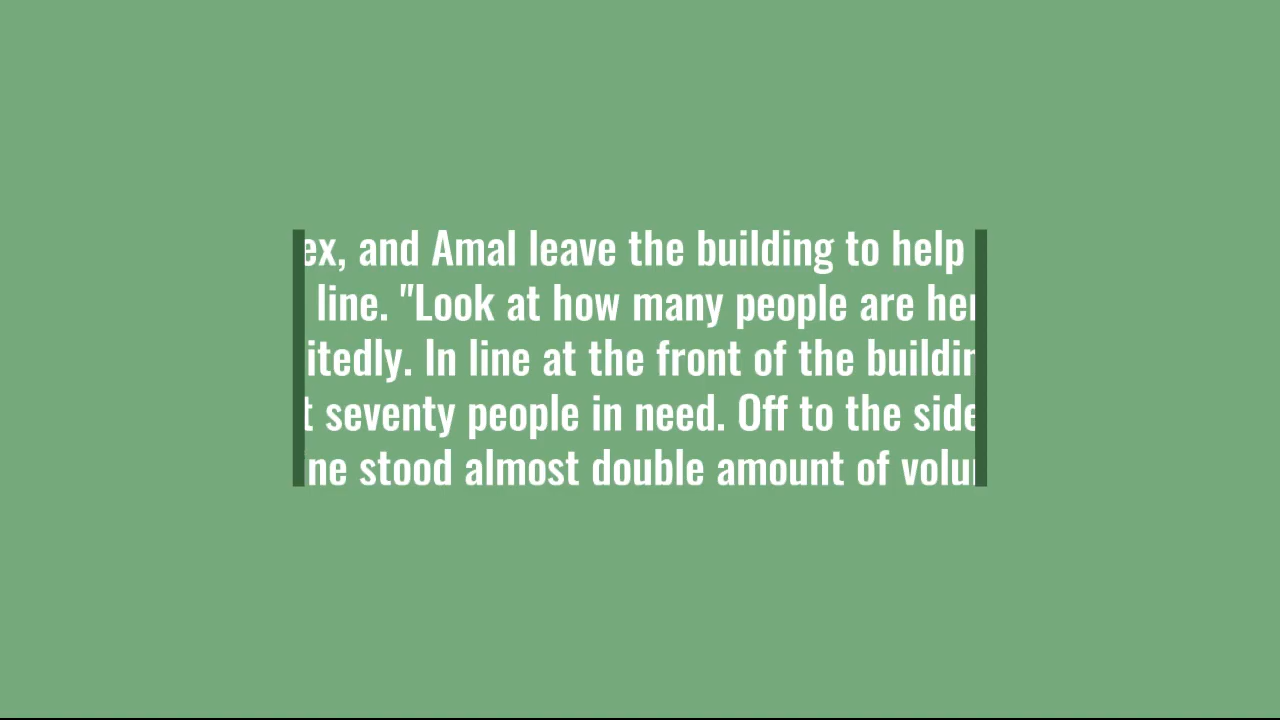 ex, and Amal leave the building to help
line. "Look at how many people are her
itedly. In line at the front of the buildin
t seventy people in need. Off to the side
ne stood almost double amount of volu